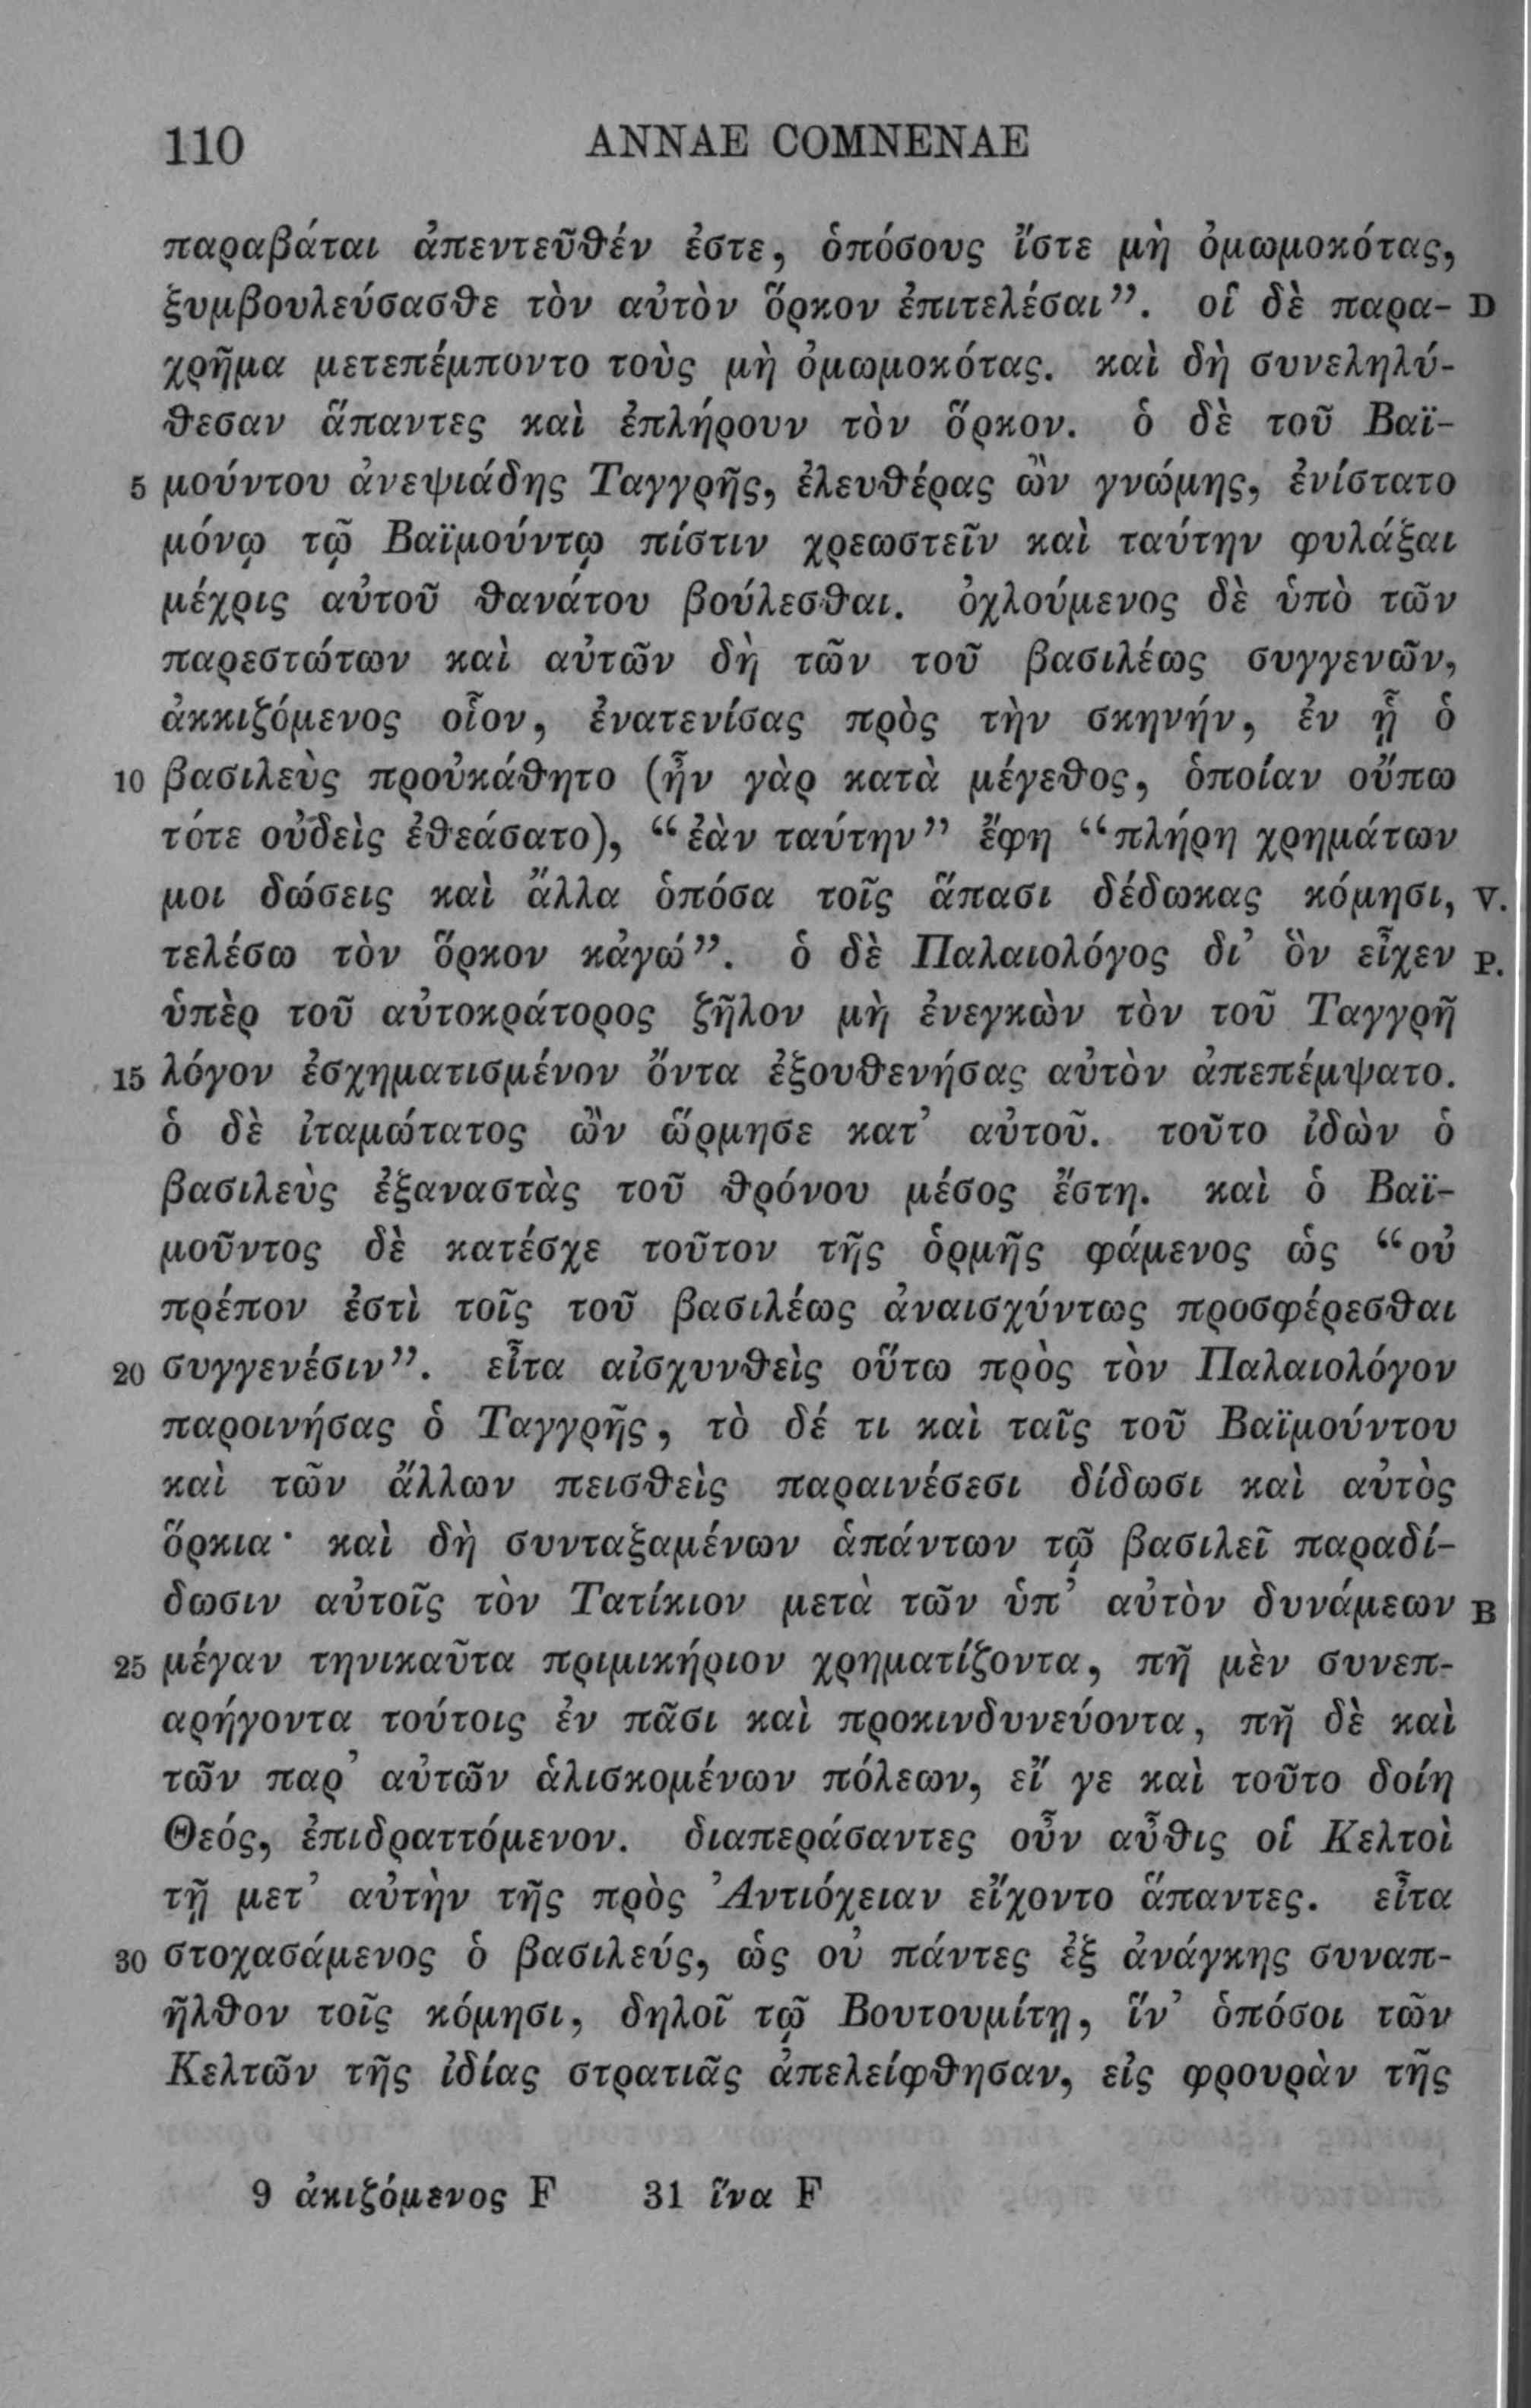 110 ANNAE COMNENAE
παραβάται ἀπεντεῦθέν ἐστε, ὁπόσους ἴστε μὴ ὀμωμοκότας,
ξυμβουλεύσασθε τὸν αὐτὸν ὅρκον ἐπιτελέσαι”. οἱ δὲ παρα- D
χρῆμα μετεπέμποντο τοὺς μὴ ὀμωμοκότας. καὶ δὴ συνεληλύ-
θεσαν ἅπαντες καὶ ἐπλήρουν τὸν ὅρκον. ὁ δὲ τοῦ Βαϊ-
5 μούντου ἀνεψιάδης Ταγγρῆς, ἐλευθέρας ὢν γνώμης, ἐνίστατο
μόνῳ τῷ Βαϊμούντῳ πίστιν χρεωστεῖν καὶ ταύτην φυλάξαι
μέχρις αὐτοῦ θανάτου βούλεσθαι. ὀχλούμενος δὲ ὑπὸ τῶν
παρεστώτων καὶ αὐτῶν δὴ τῶν τοῦ βασιλέως συγγενῶν,
ἀκκιζόμενος οἷον, ἐνατενίσας πρὸς τὴν σκηνήν, ἐν ᾗ ὁ
10 βασιλεὺς προὐκάθητο (ἦν γὰρ κατὰ μέγεθος, ὁποίαν οὔπω
τότε οὐδεὶς ἐθεάσατο), “ἐὰν ταύτην” ἔφη “πλήρη χρημάτων
μοι δώσεις καὶ ἄλλα ὁπόσα τοῖς ἅπασι δέδωκας κόμησι, V.
τελέσω τὸν ὅρκον κἀγώ”. ὁ δὲ Παλαιολόγος δι’ ὃν εἶχεν P.
ὑπὲρ τοῦ αὐτοκράτορος ζῆλον μὴ ἐνεγκὼν τὸν τοῦ Ταγγρῆ
15 λόγον ἐσχηματισμένον ὄντα ἐξουθενήσας αὐτὸν ἀπεπέμψατο.
ὁ δὲ ἰταμώτατος ὢν ὥρμησε κατ’ αὐτοῦ. τοῦτο ἰδὼν ὁ
βασιλεὺς ἐξαναστὰς τοῦ θρόνου μέσος ἔστη. καὶ ὁ Βαϊ-
μοῦντος δὲ κατέσχε τοῦτον τῆς ὁρμῆς φάμενος ὡς “οὐ
πρέπον ἐστὶ τοῖς τοῦ βασιλέως ἀναισχύντως προσφέρεσθαι
20 συγγενέσιν”. εἶτα αἰσχυνθεὶς οὕτω πρὸς τὸν Παλαιολόγον
παροινήσας ὁ Ταγγρῆς, τὸ δέ τι καὶ ταῖς τοῦ Βαϊμούντου
καὶ τῶν ἄλλων πεισθεὶς παραινέσεσι δίδωσι καὶ αὐτὸς
ὅρκια· καὶ δὴ συνταξαμένων ἁπάντων τῷ βασιλεῖ παραδί-
δωσιν αὐτοῖς τὸν Τατίκιον μετὰ τῶν ὑπ’ αὐτὸν δυνάμεων B
25 μέγαν τηνικαῦτα πριμικήριον χρηματίζοντα, πῆ μὲν συνεπ-
αρήγοντα τούτοις ἐν πᾶσι καὶ προκινδυνεύοντα, πῆ δὲ καὶ
τῶν παρ’ αὐτῶν ἁλισκομένων πόλεων, εἴ γε καὶ τοῦτο δοίη
Θεός, ἐπιδραττόμενον. διαπεράσαντες οὖν αὖθις οἱ Κελτοὶ
τῇ μετ’ αὐτὴν τῆς πρὸς Ἀντιόχειαν εἴχοντο ἅπαντες. εἶτα
30 στοχασάμενος ὁ βασιλεύς, ὡς οὐ πάντες ἐξ ἀνάγκης συναπ-
ῆλθον τοῖς κόμησι, δηλοῖ τῷ Βουτουμίτῃ, ἵν’ ὁπόσοι τῶν
Κελτῶν τῆς ἰδίας στρατιᾶς ἀπελείφθησαν, εἰς φρουρὰν τῆς
9 ἀκιζόμενος F 31 ἵνα F